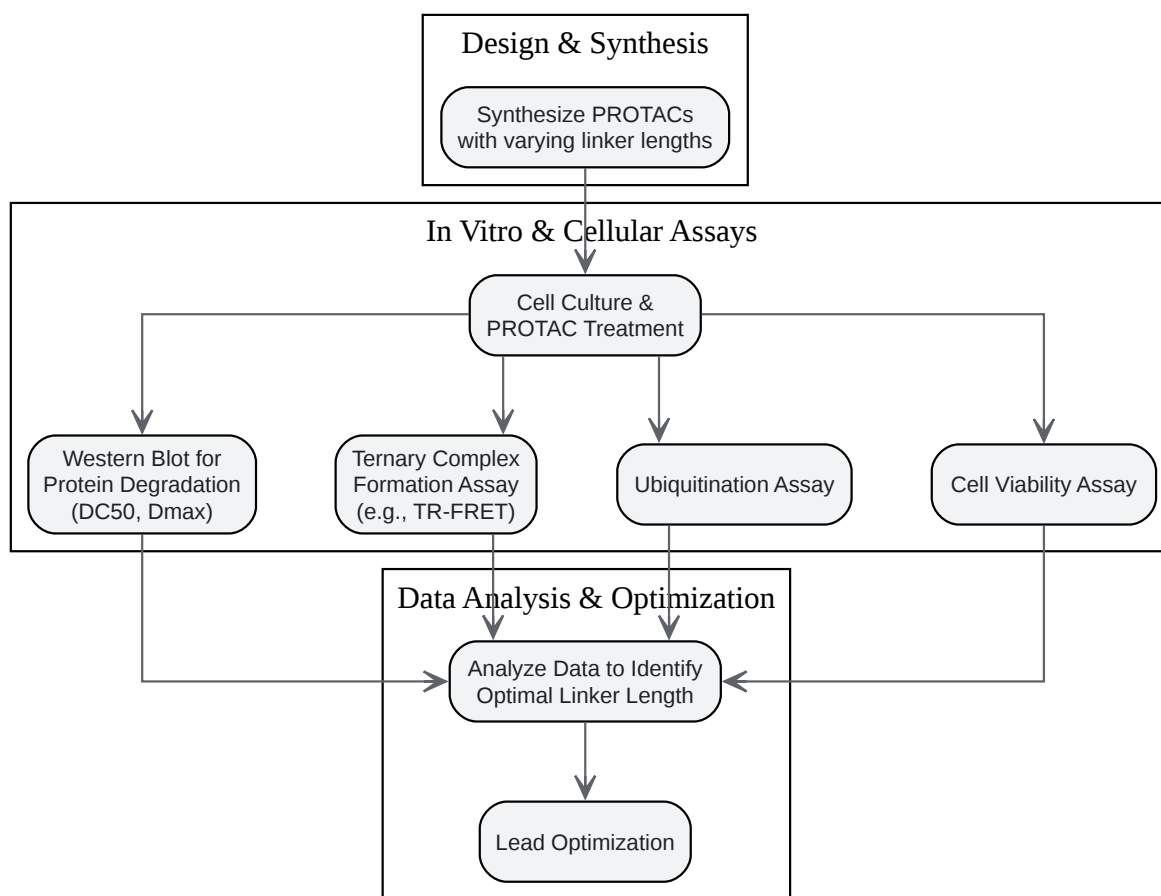 Design & Synthesis
Synthesize PROTACs
with varying linker lengths
In Vitro & Cellular Assays
Cell Culture &
PROTAC Treatment
Western Blot for
Protein Degradation
(DC50, Dmax)
Ternary Complex
Formation Assay
(e.g., TR-FRET)
Ubiquitination Assay
Cell Viability Assay
Data Analysis & Optimization
Analyze Data to Identify
Optimal Linker Length
Lead Optimization